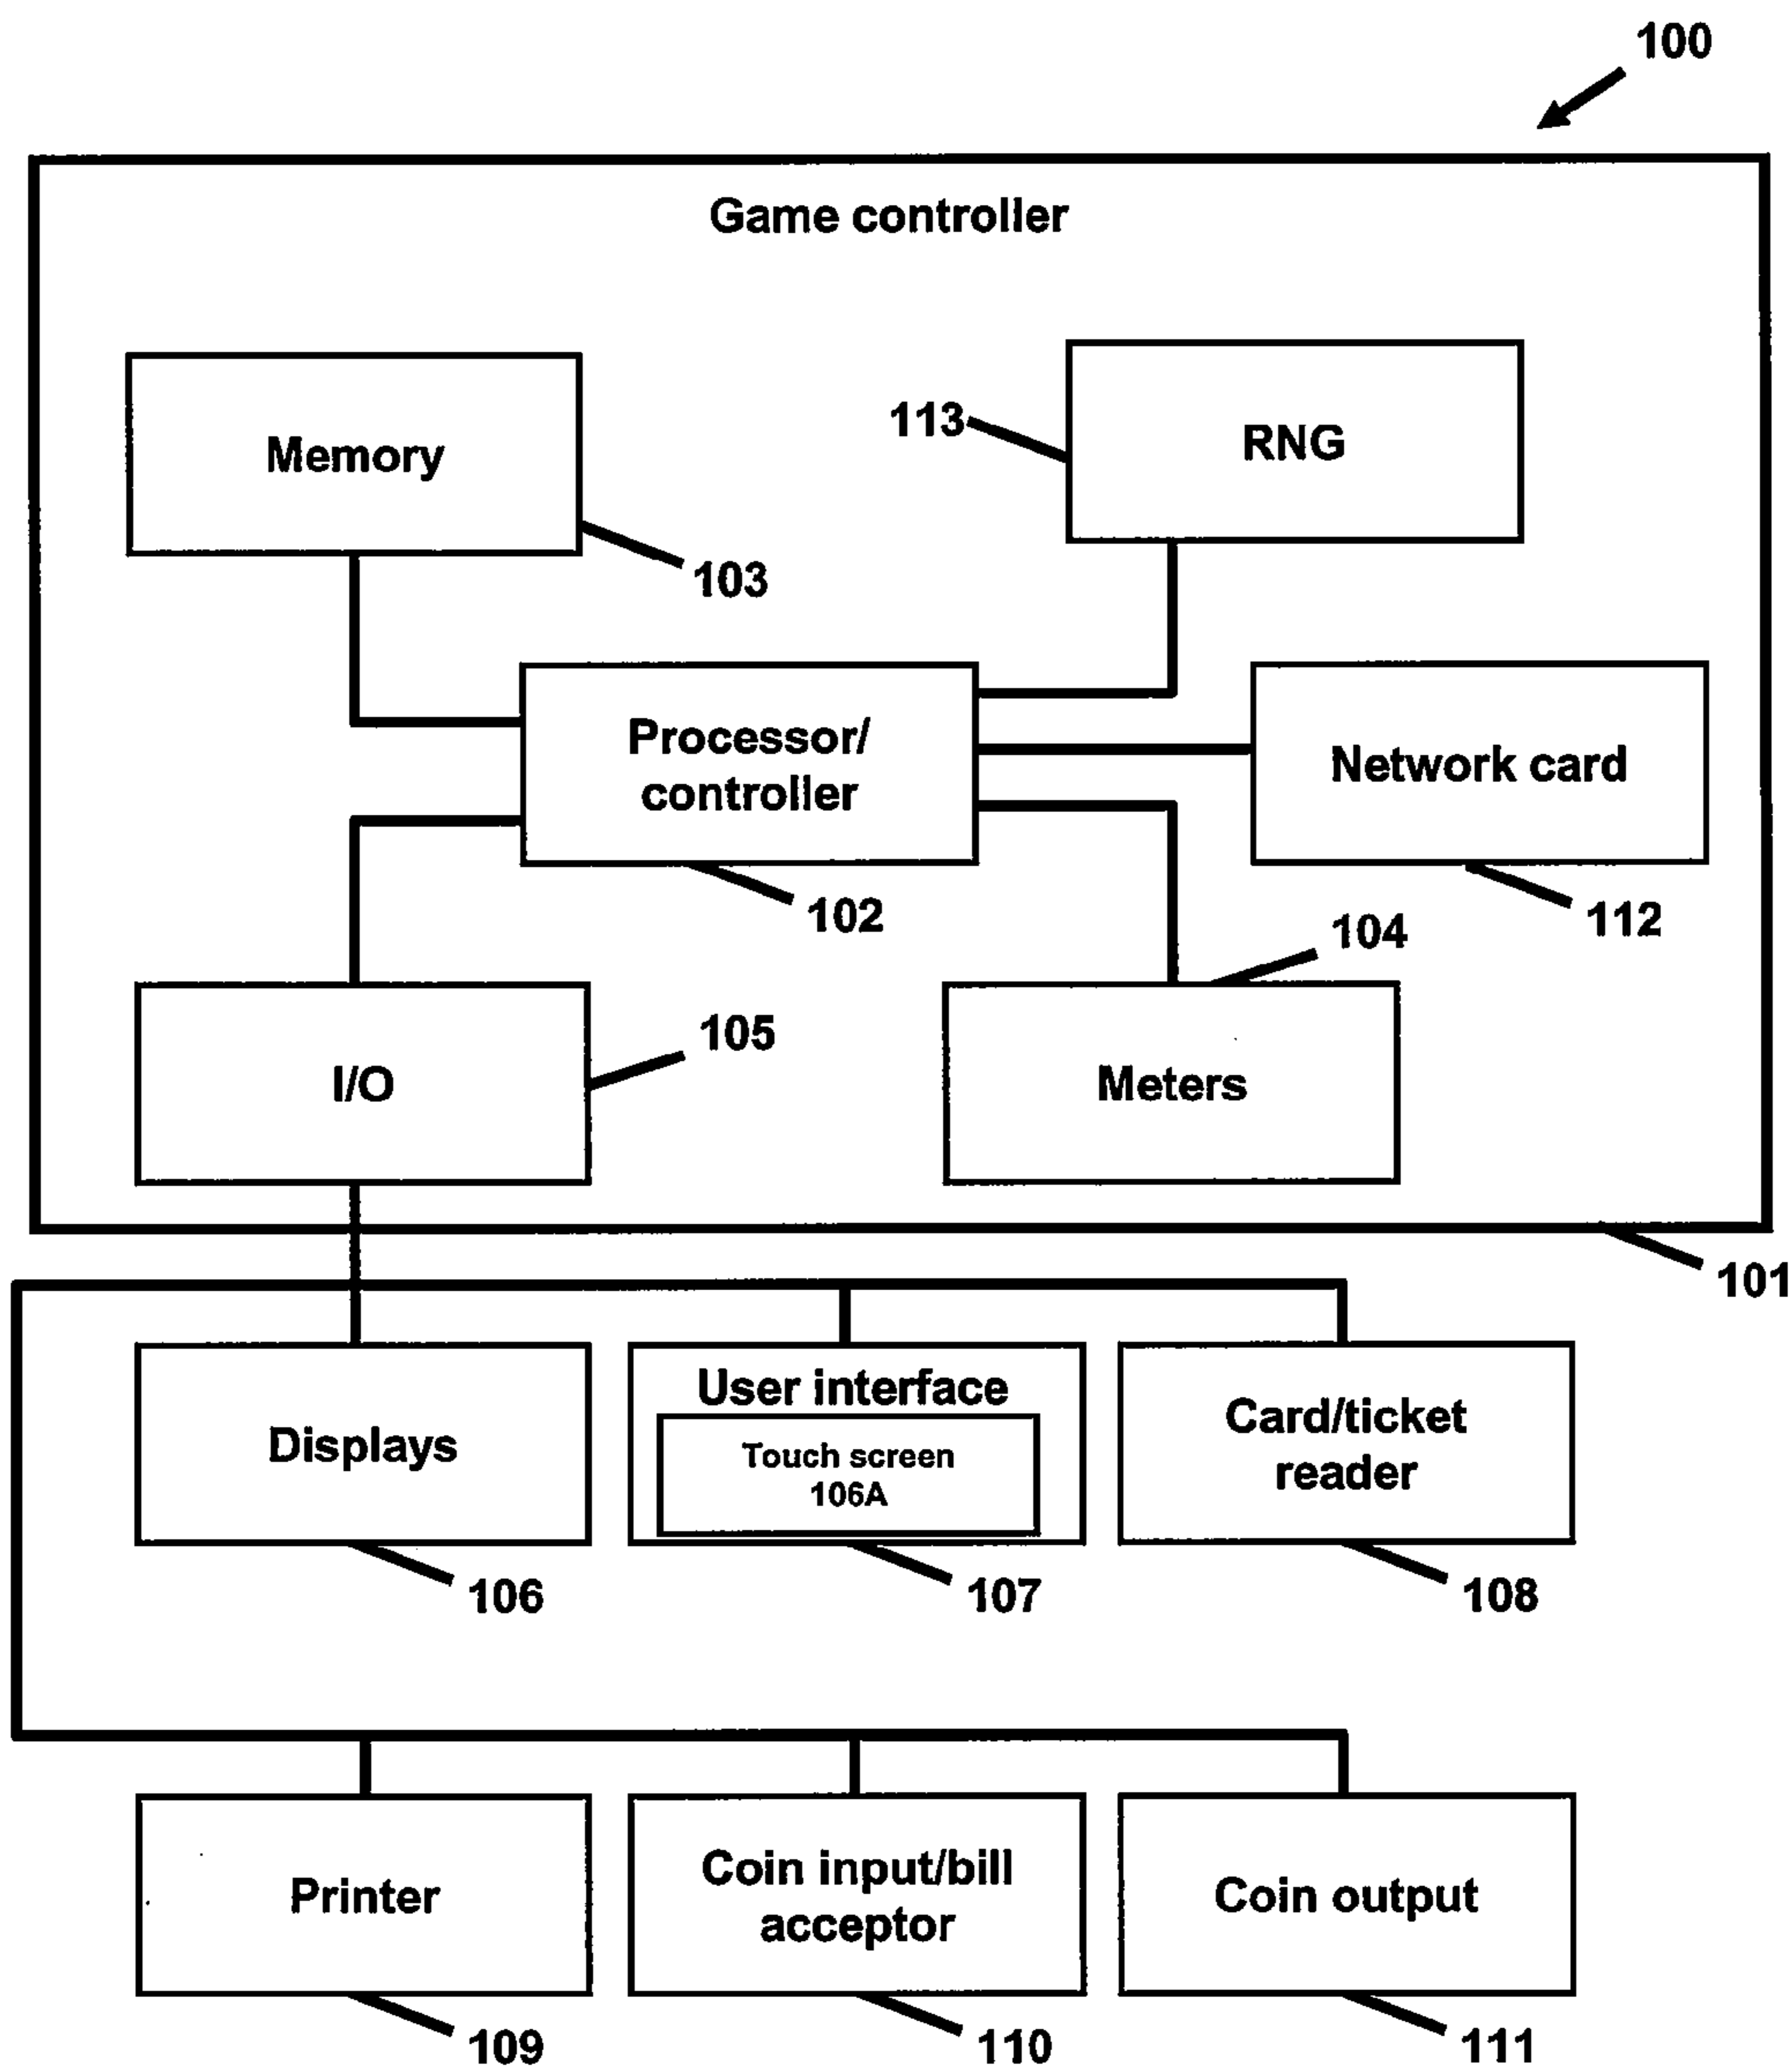 100
Game controller
Memory
113
RNG
103
Processor/
controller
Network card
102
112
104
105
I/O
Meters
101
Displays
User interface
Touch screen
106A
Card/ticket
reader
106
107
108
Printer
Coin input/bill
acceptor
Coin output
109
110
111